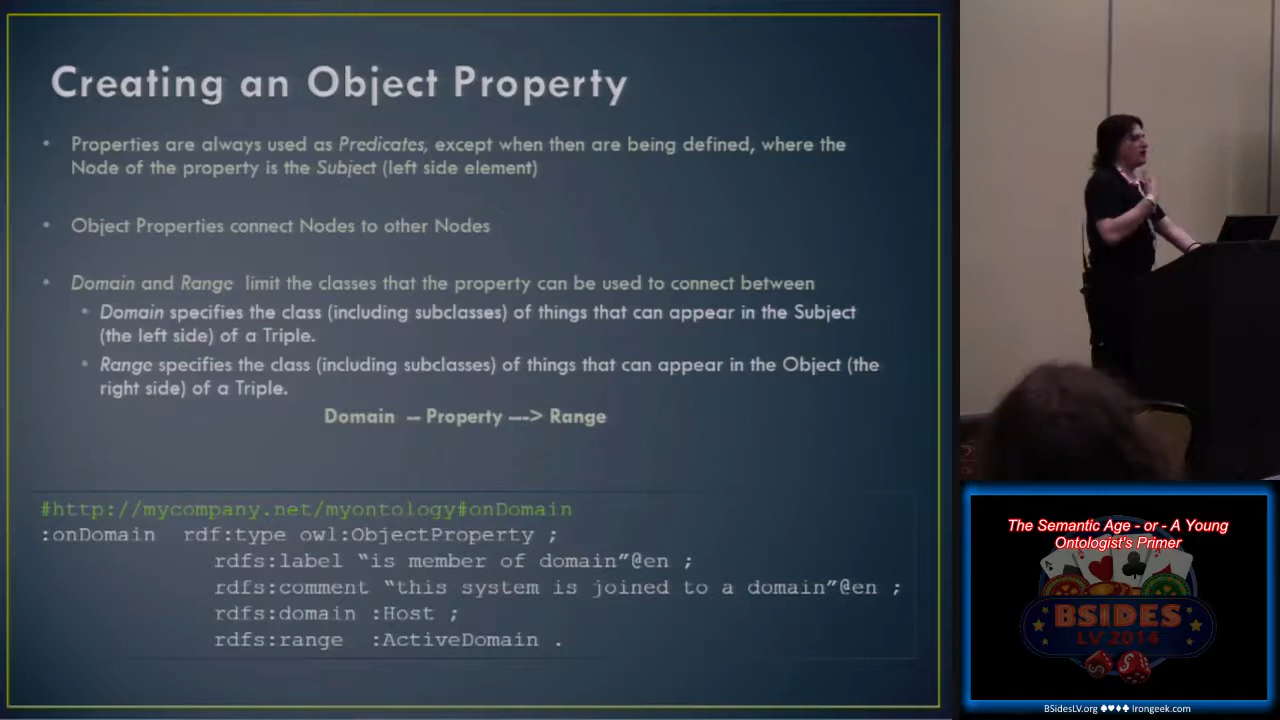 Creating an Object Property
• Properties are always used as Predicates, except when then are being defined, where the
Node of the property is the Subject (left side element)
• Object Properties connect Nodes to other Nodes
• Domain and Range limit the classes that the property can be used to connect between
• Domain specifies the class (including subclasses) of things that can appear in the Subject
(the left side) of a Triple.
• Range specifies the class (including subclasses) of things that can appear in the Object (the
right side) of a Triple.
Domain — Property —-> Range
#http://mycompany.net/myontology#onDomain
:onDomain rdf:type owl:ObjectProperty ;
rdfs:label “is member of domain”@en ;
rdfs:comment “this system is joined to a domain”@en ;
rdfs:domain :Host ;
rdfs:range :ActiveDomain .
The Semantic Age - or - A Young
Ontologist's Primer
BSIDES
LV 2014
BSidesLV.org ♠♥♦♣ Irongeek.com